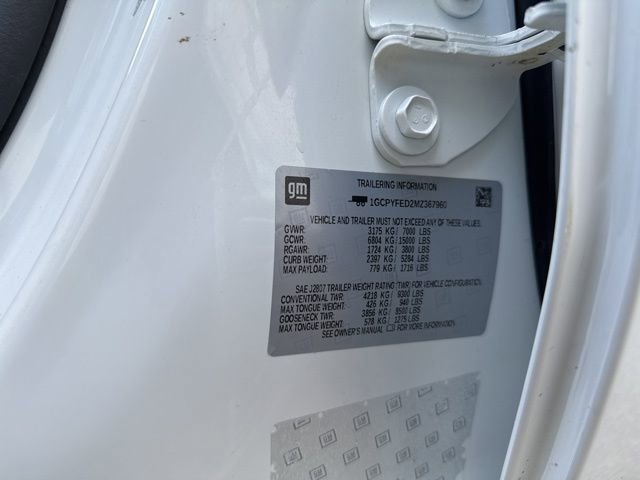 gm
TRAILERING INFORMATION
1GCPYFED2MZ367960
VEHICLE AND TRAILER MUST NOT EXCEED ANY OF THESE VALUES.
GVWR: 3175 KG / 7000 LBS
GCWR: 6804 KG / 15000 LBS
RGAWR: 1724 KG / 3800 LBS
CURB WEIGHT: 2397 KG / 5284 LBS
MAX PAYLOAD: 779 KG / 1716 LBS
SAE J2807 TRAILER WEIGHT RATING (TWR) FOR VEHICLE CONFIGURATION.
CONVENTIONAL TWR: 4218 KG / 9300 LBS
MAX TONGUE WEIGHT: 426 KG / 940 LBS
GOOSENECK TWR: 3856 KG / 8500 LBS
MAX TONGUE WEIGHT: 578 KG / 1275 LBS
SEE OWNER'S MANUAL FOR MORE INFORMATION